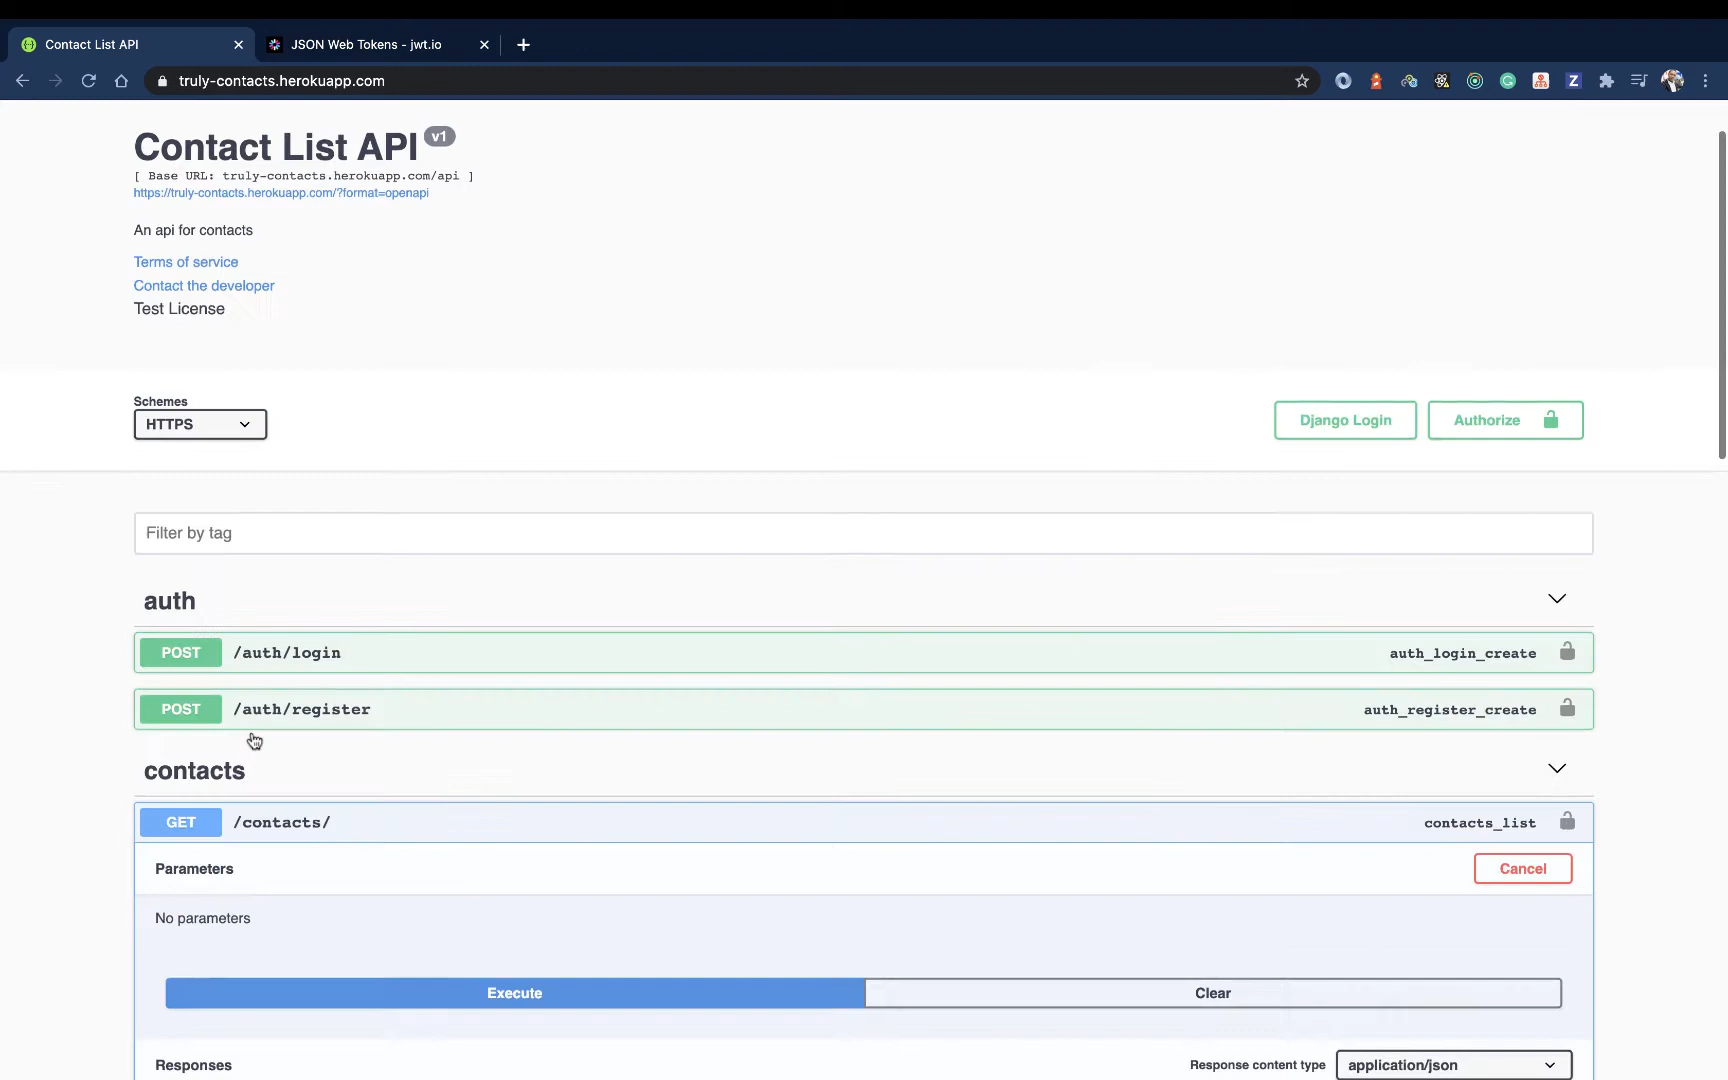 Contact List API
JSON Web Tokens - jwt.io
truly-contacts.herokuapp.com
Contact List API v1
[ Base URL: truly-contacts.herokuapp.com/api ]
https://truly-contacts.herokuapp.com/?format=openapi
An api for contacts
Terms of service
Contact the developer
Test License
Schemes
HTTPS
Django Login
Authorize
Filter by tag
auth
POST /auth/login auth_login_create
POST /auth/register auth_register_create
contacts
GET /contacts/ contacts_list
Parameters
Cancel
No parameters
Execute
Clear
Responses
Response content type
application/json